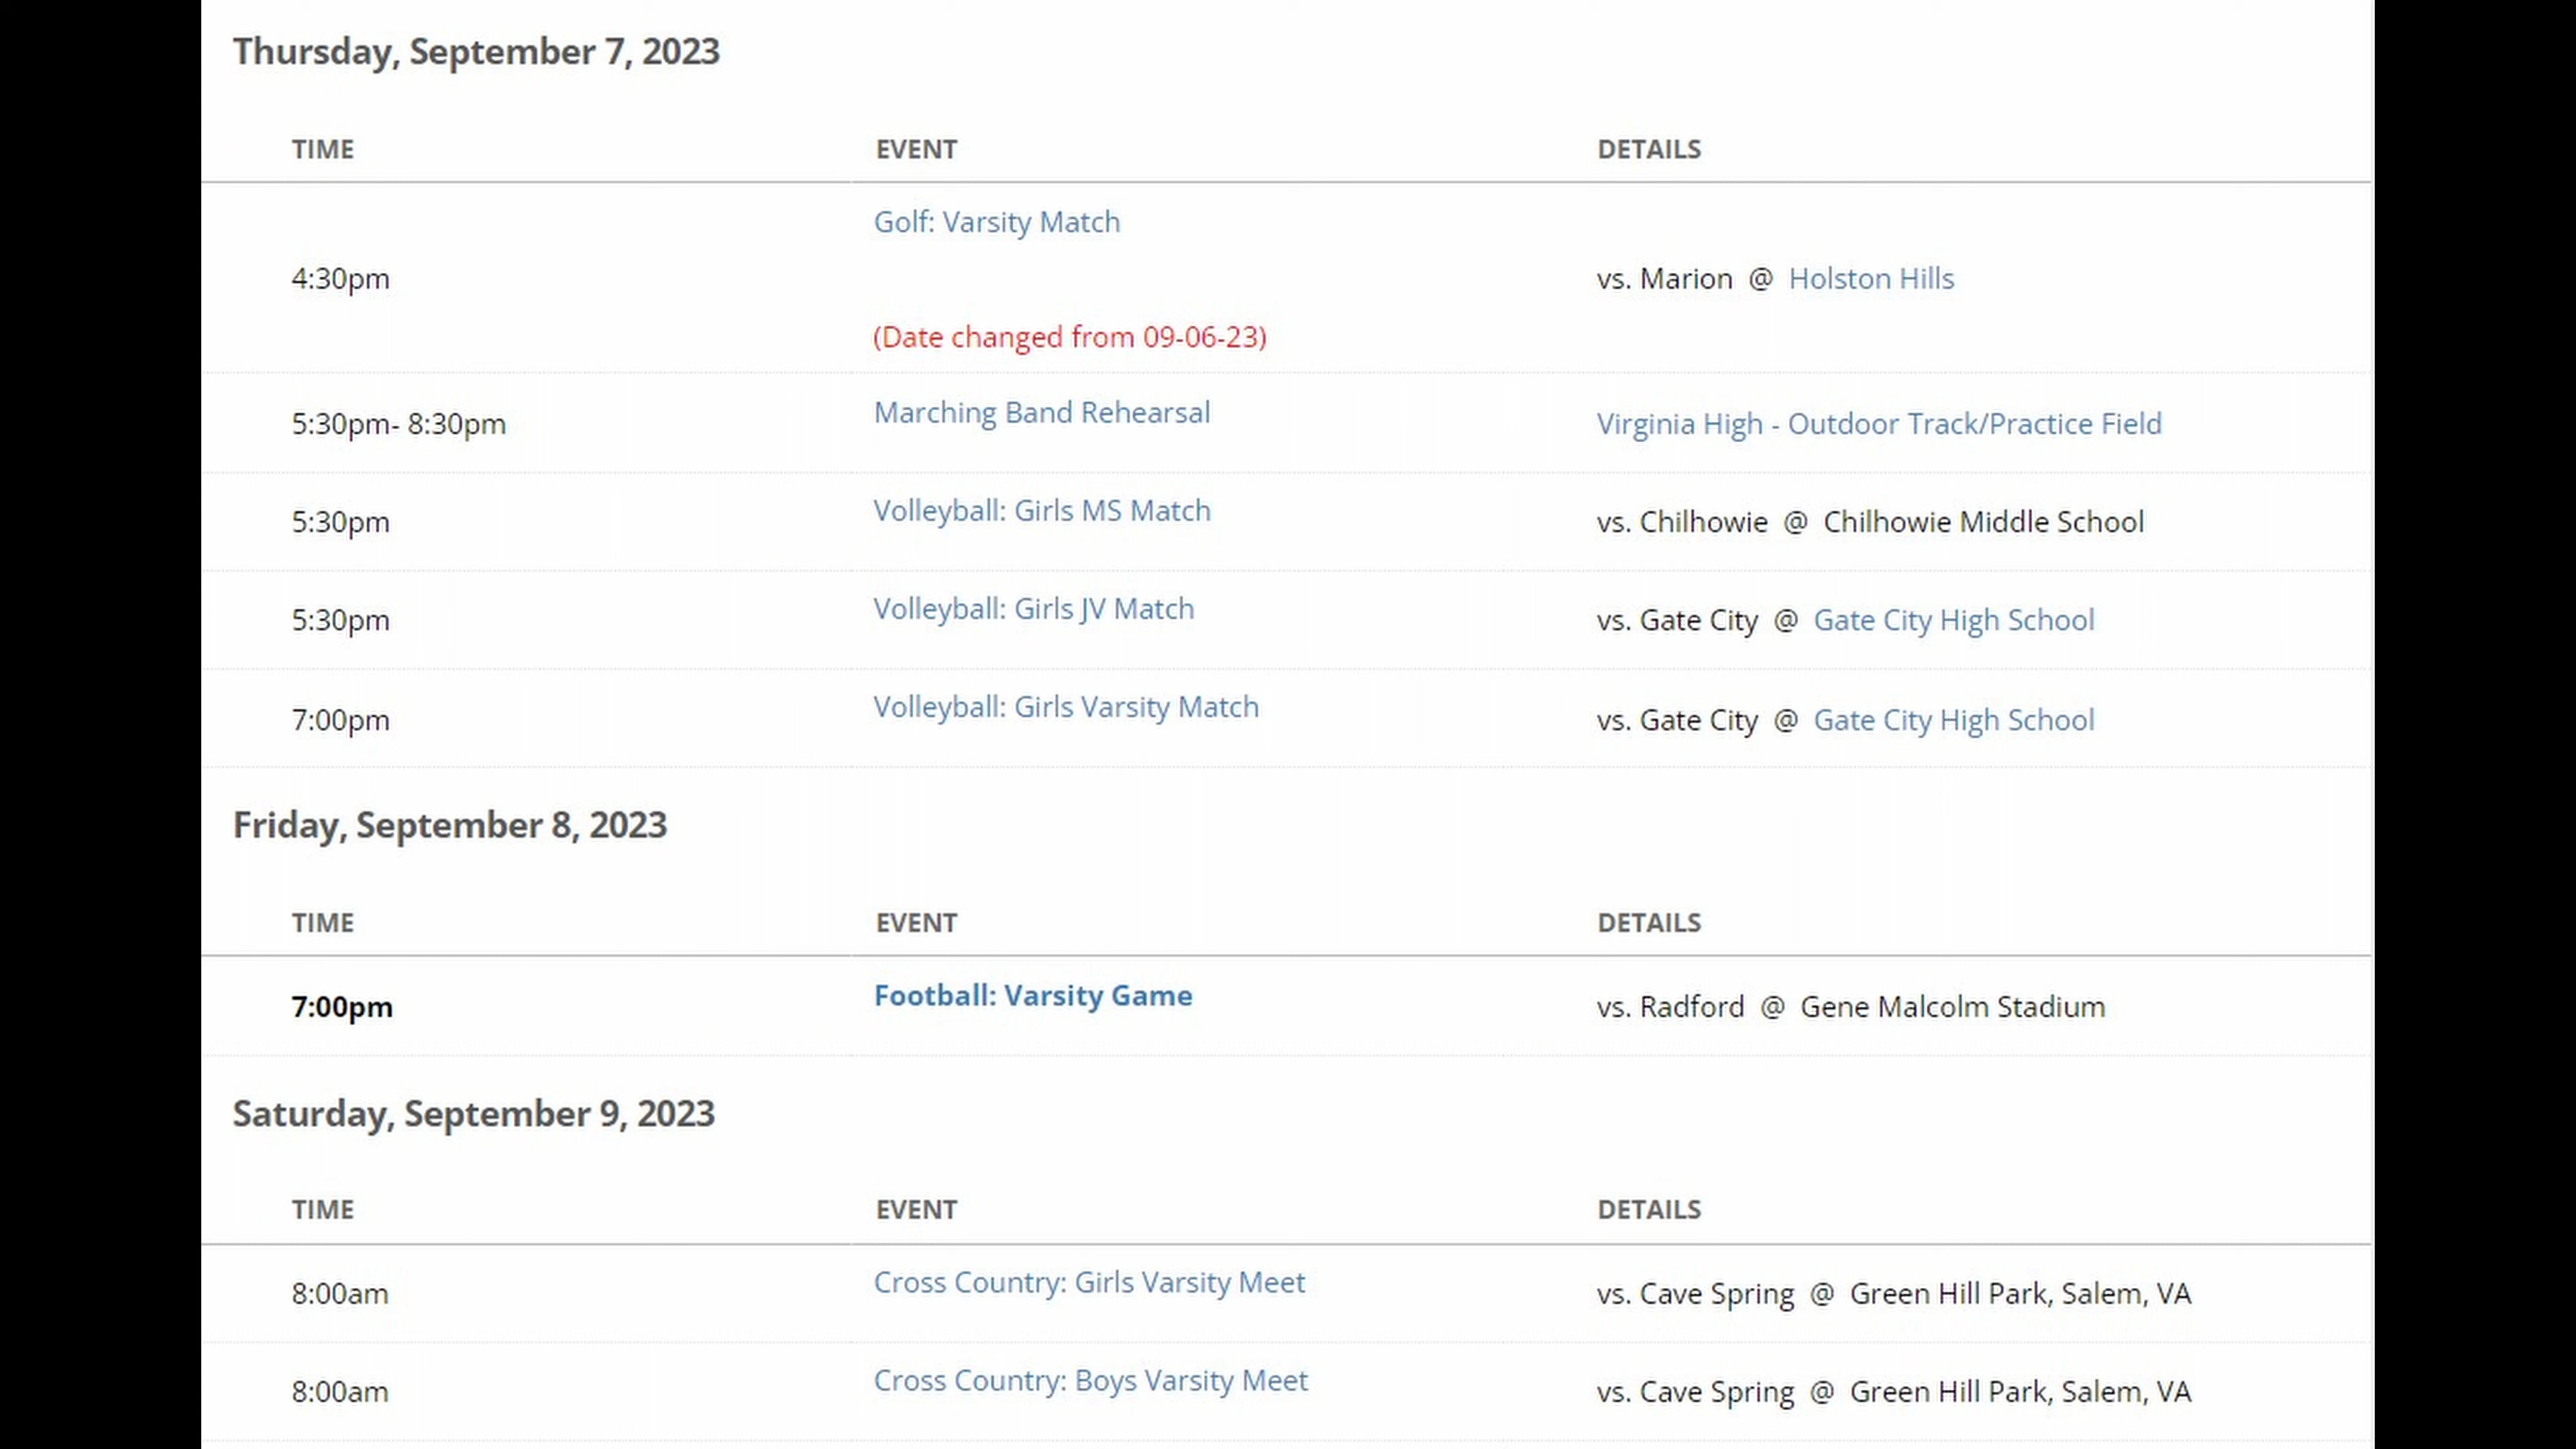 Thursday, September 7, 2023
TIME EVENT DETAILS
Golf: Varsity Match
4:30pm vs. Marion @ Holston Hills
(Date changed from 09-06-23)
5:30pm- 8:30pm Marching Band Rehearsal Virginia High - Outdoor Track/Practice Field
5:30pm Volleyball: Girls MS Match vs. Chilhowie @ Chilhowie Middle School
5:30pm Volleyball: Girls JV Match vs. Gate City @ Gate City High School
7:00pm Volleyball: Girls Varsity Match vs. Gate City @ Gate City High School
Friday, September 8, 2023
TIME EVENT DETAILS
7:00pm Football: Varsity Game vs. Radford @ Gene Malcolm Stadium
Saturday, September 9, 2023
TIME EVENT DETAILS
8:00am Cross Country: Girls Varsity Meet vs. Cave Spring @ Green Hill Park, Salem, VA
8:00am Cross Country: Boys Varsity Meet vs. Cave Spring @ Green Hill Park, Salem, VA